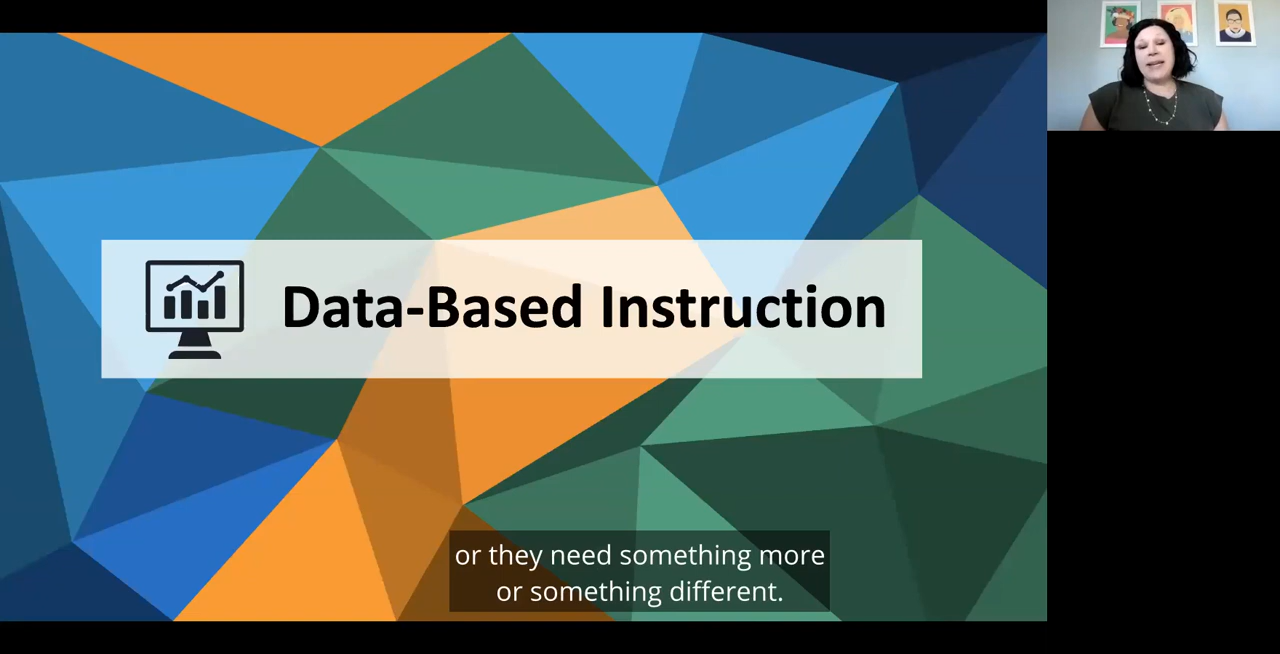 Data-Based Instruction
or they need something more
or something different.